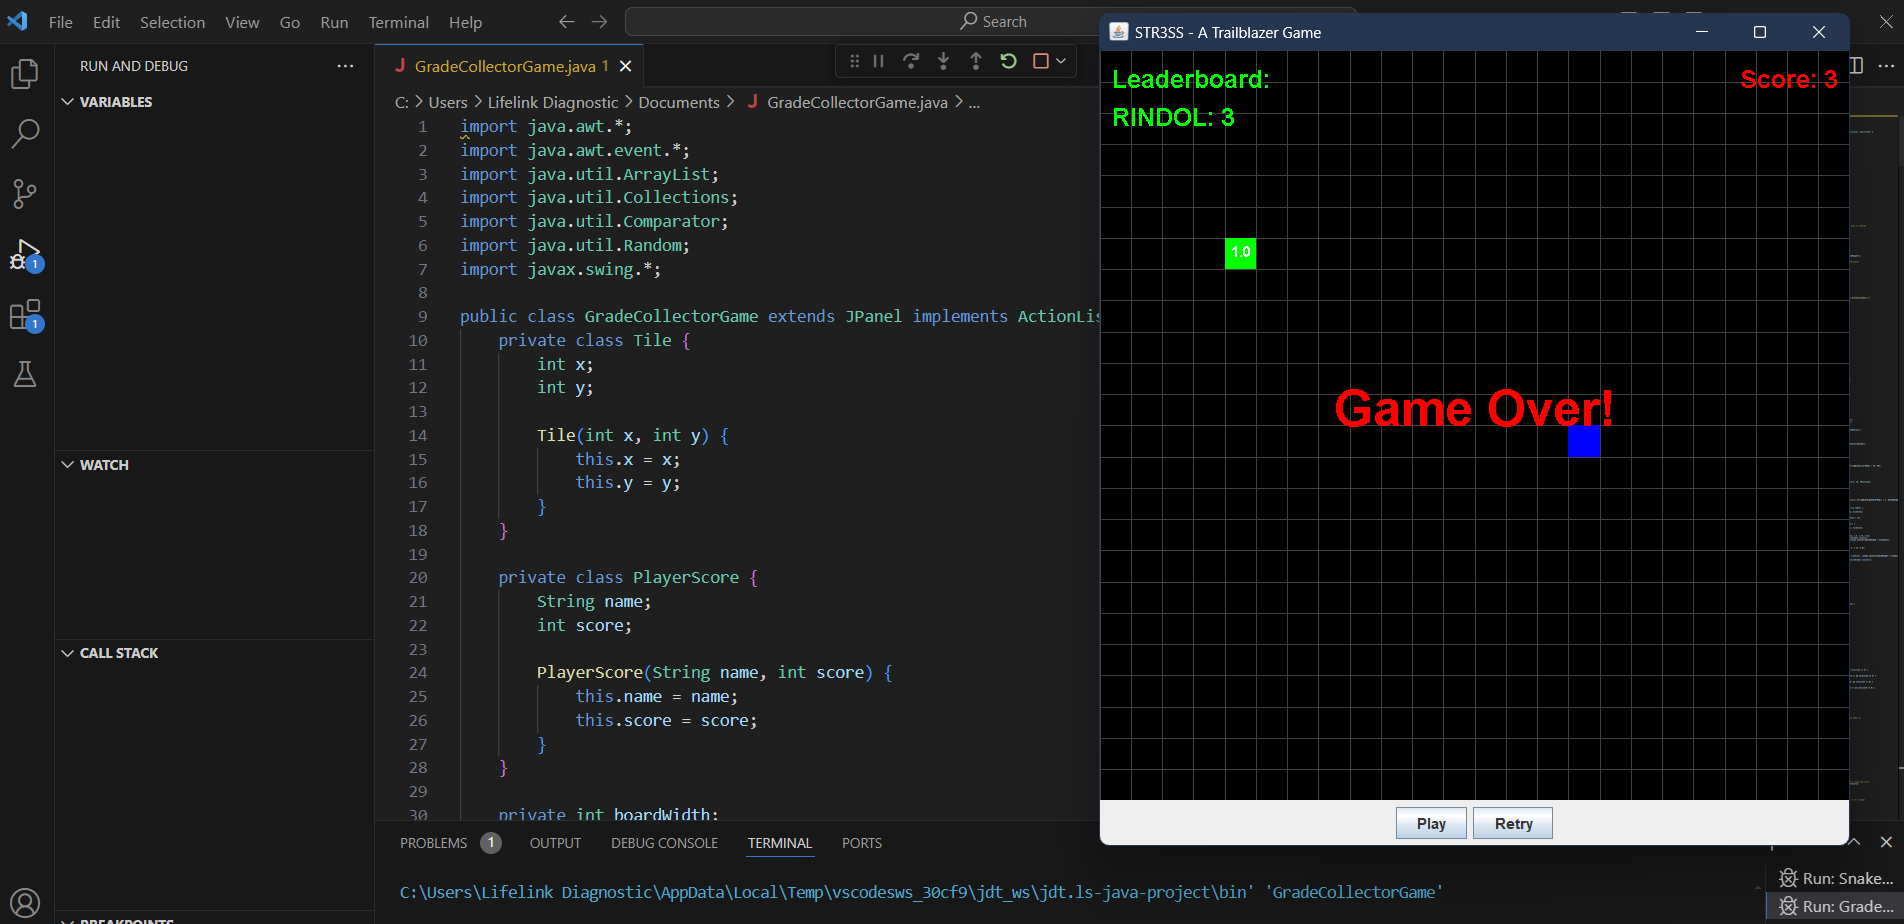 File Edit Selection View Go Run Terminal Help
Search
RUN AND DEBUG
VARIABLES
WATCH
CALL STACK
BREAKPOINTS
1
1
GradeCollectorGame.java 1
C: > Users > Lifelink Diagnostic > Documents > GradeCollectorGame.java > ...
1 import java.awt.*;
2 import java.awt.event.*;
3 import java.util.ArrayList;
4 import java.util.Collections;
5 import java.util.Comparator;
6 import java.util.Random;
7 import javax.swing.*;
8
9 public class GradeCollectorGame extends JPanel implements ActionLis
10 private class Tile {
11 int x;
12 int y;
13
14 Tile(int x, int y) {
15 this.x = x;
16 this.y = y;
17 }
18 }
19
20 private class PlayerScore {
21 String name;
22 int score;
23
24 PlayerScore(String name, int score) {
25 this.name = name;
26 this.score = score;
27 }
28 }
29
30 private int boardWidth;
STR3SS - A Trailblazer Game
Leaderboard:
Score: 3
RINDOL: 3
1.0
Game Over!
Play Retry
PROBLEMS 1 OUTPUT DEBUG CONSOLE TERMINAL PORTS
C:\Users\Lifelink Diagnostic\AppData\Local\Temp\vscodesws_30cf9\jdt_ws\jdt.ls-java-project\bin' 'GradeCollectorGame'
Run: Snake...
Run: Grade...